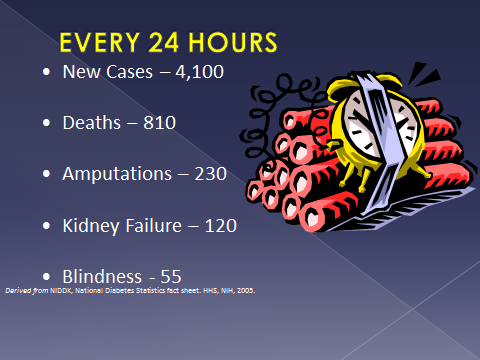 EVERY 24 HOURS
• New Cases – 4,100
• Deaths – 810
• Amputations – 230
• Kidney Failure – 120
• Blindness - 55
Derived from NIDDK, National Diabetes Statistics fact sheet. HHS, NIH, 2005.